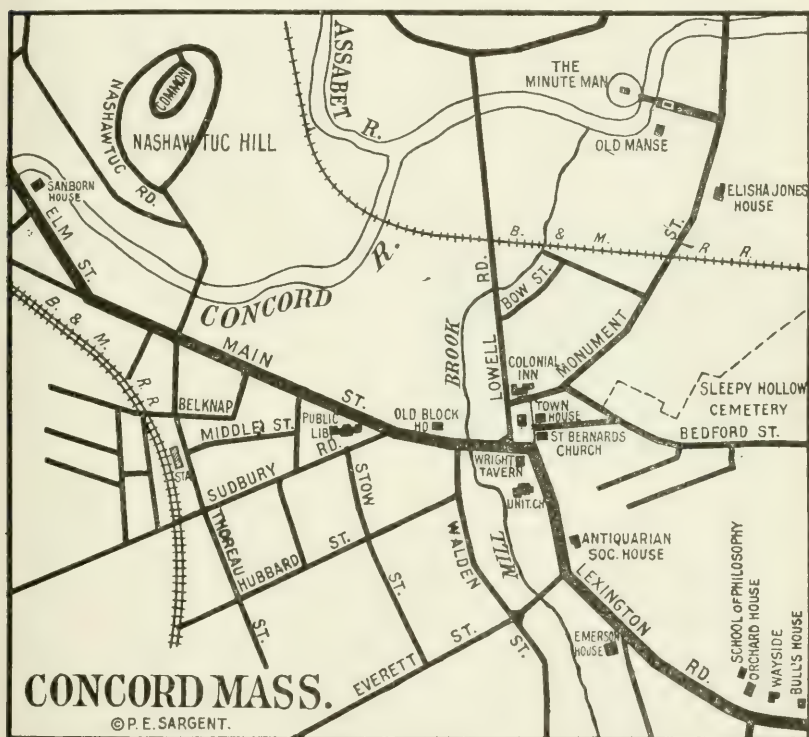 ASSABET
R.
THE
MINUTE MAN
COMMON
NASHAWTUC HILL
NASHAWTUC
RD.
OLD MANSE
SANBORN
HOUSE
ELM
ST.
ELISHA JONES
HOUSE
B. & M. R R.
CONCORD
R.
RD.
LOWELL
BOW ST.
MONUMENT
ST.
BROOK
MILL
B. & M. R R
MAIN
ST.
COLONIAL
INN
SLEEPY HOLLOW
CEMETERY
BELKNAP
MIDDLE ST.
PUBLIC
LIB
OLD BLOCK
HO
TOWN
HOUSE
BEDFORD ST.
ST BERNARDS
CHURCH
STA
SUDBURY
RD.
WRIGHT
TAVERN
UNIT. CH
STOW
ST.
WALDEN
ST.
THOREAU
ST.
HUBBARD
ST.
ANTIQUARIAN
SOC. HOUSE
LEXINGTON
RD.
EVERETT
ST.
EMERSON
HOUSE
SCHOOL OF PHILOSOPHY
ORCHARD HOUSE
WAYSIDE
BULL'S HOUSE
CONCORD MASS.
© P. E. SARGENT.